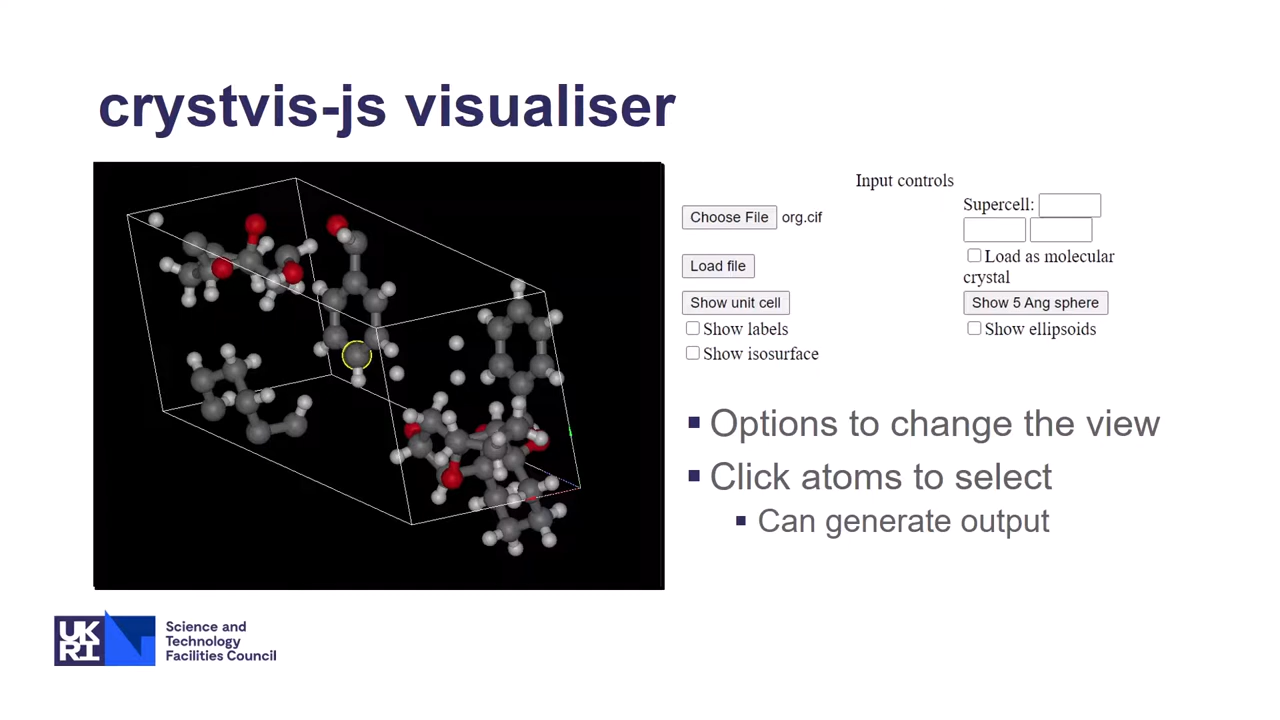 crystvis-js visualiser
Input controls
Choose File org.cif
Supercell:
Load file
Load as molecular
crystal
Show unit cell
Show 5 Ang sphere
Show labels
Show ellipsoids
Show isosurface
Options to change the view
Click atoms to select
Can generate output
UK
RI
Science and
Technology
Facilities Council